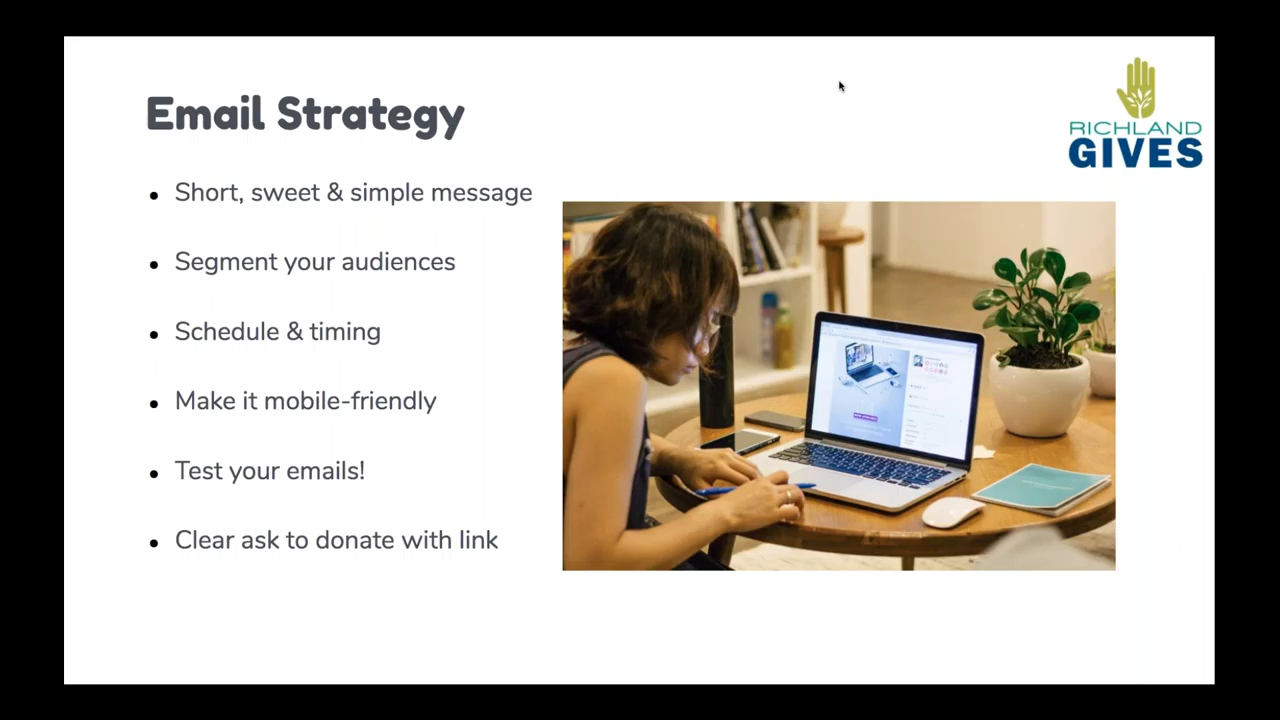 Email Strategy
RICHLAND
GIVES
• Short, sweet & simple message
• Segment your audiences
• Schedule & timing
• Make it mobile-friendly
• Test your emails!
• Clear ask to donate with link